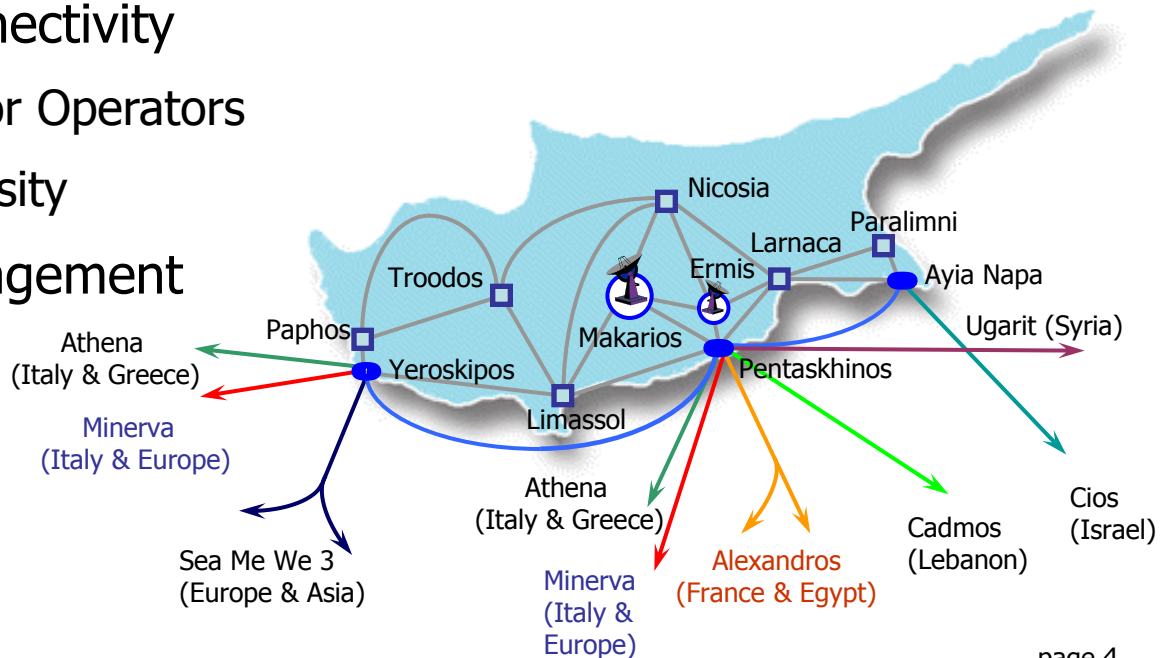 nectivity
or Operators
sity
agement
Nicosia
Paralimni
Larnaca
Ermis
Troodos
Ayia Napa
Makarios
Paphos
Ugarit (Syria)
Athena
(Italy & Greece)
Yeroskipos
Pentaskhinos
Limassol
Minerva
(Italy & Europe)
Athena
(Italy & Greece)
Cios
(Israel)
Cadmos
(Lebanon)
Sea Me We 3
(Europe & Asia)
Alexandros
(France & Egypt)
Minerva
(Italy &
Europe)
page 4